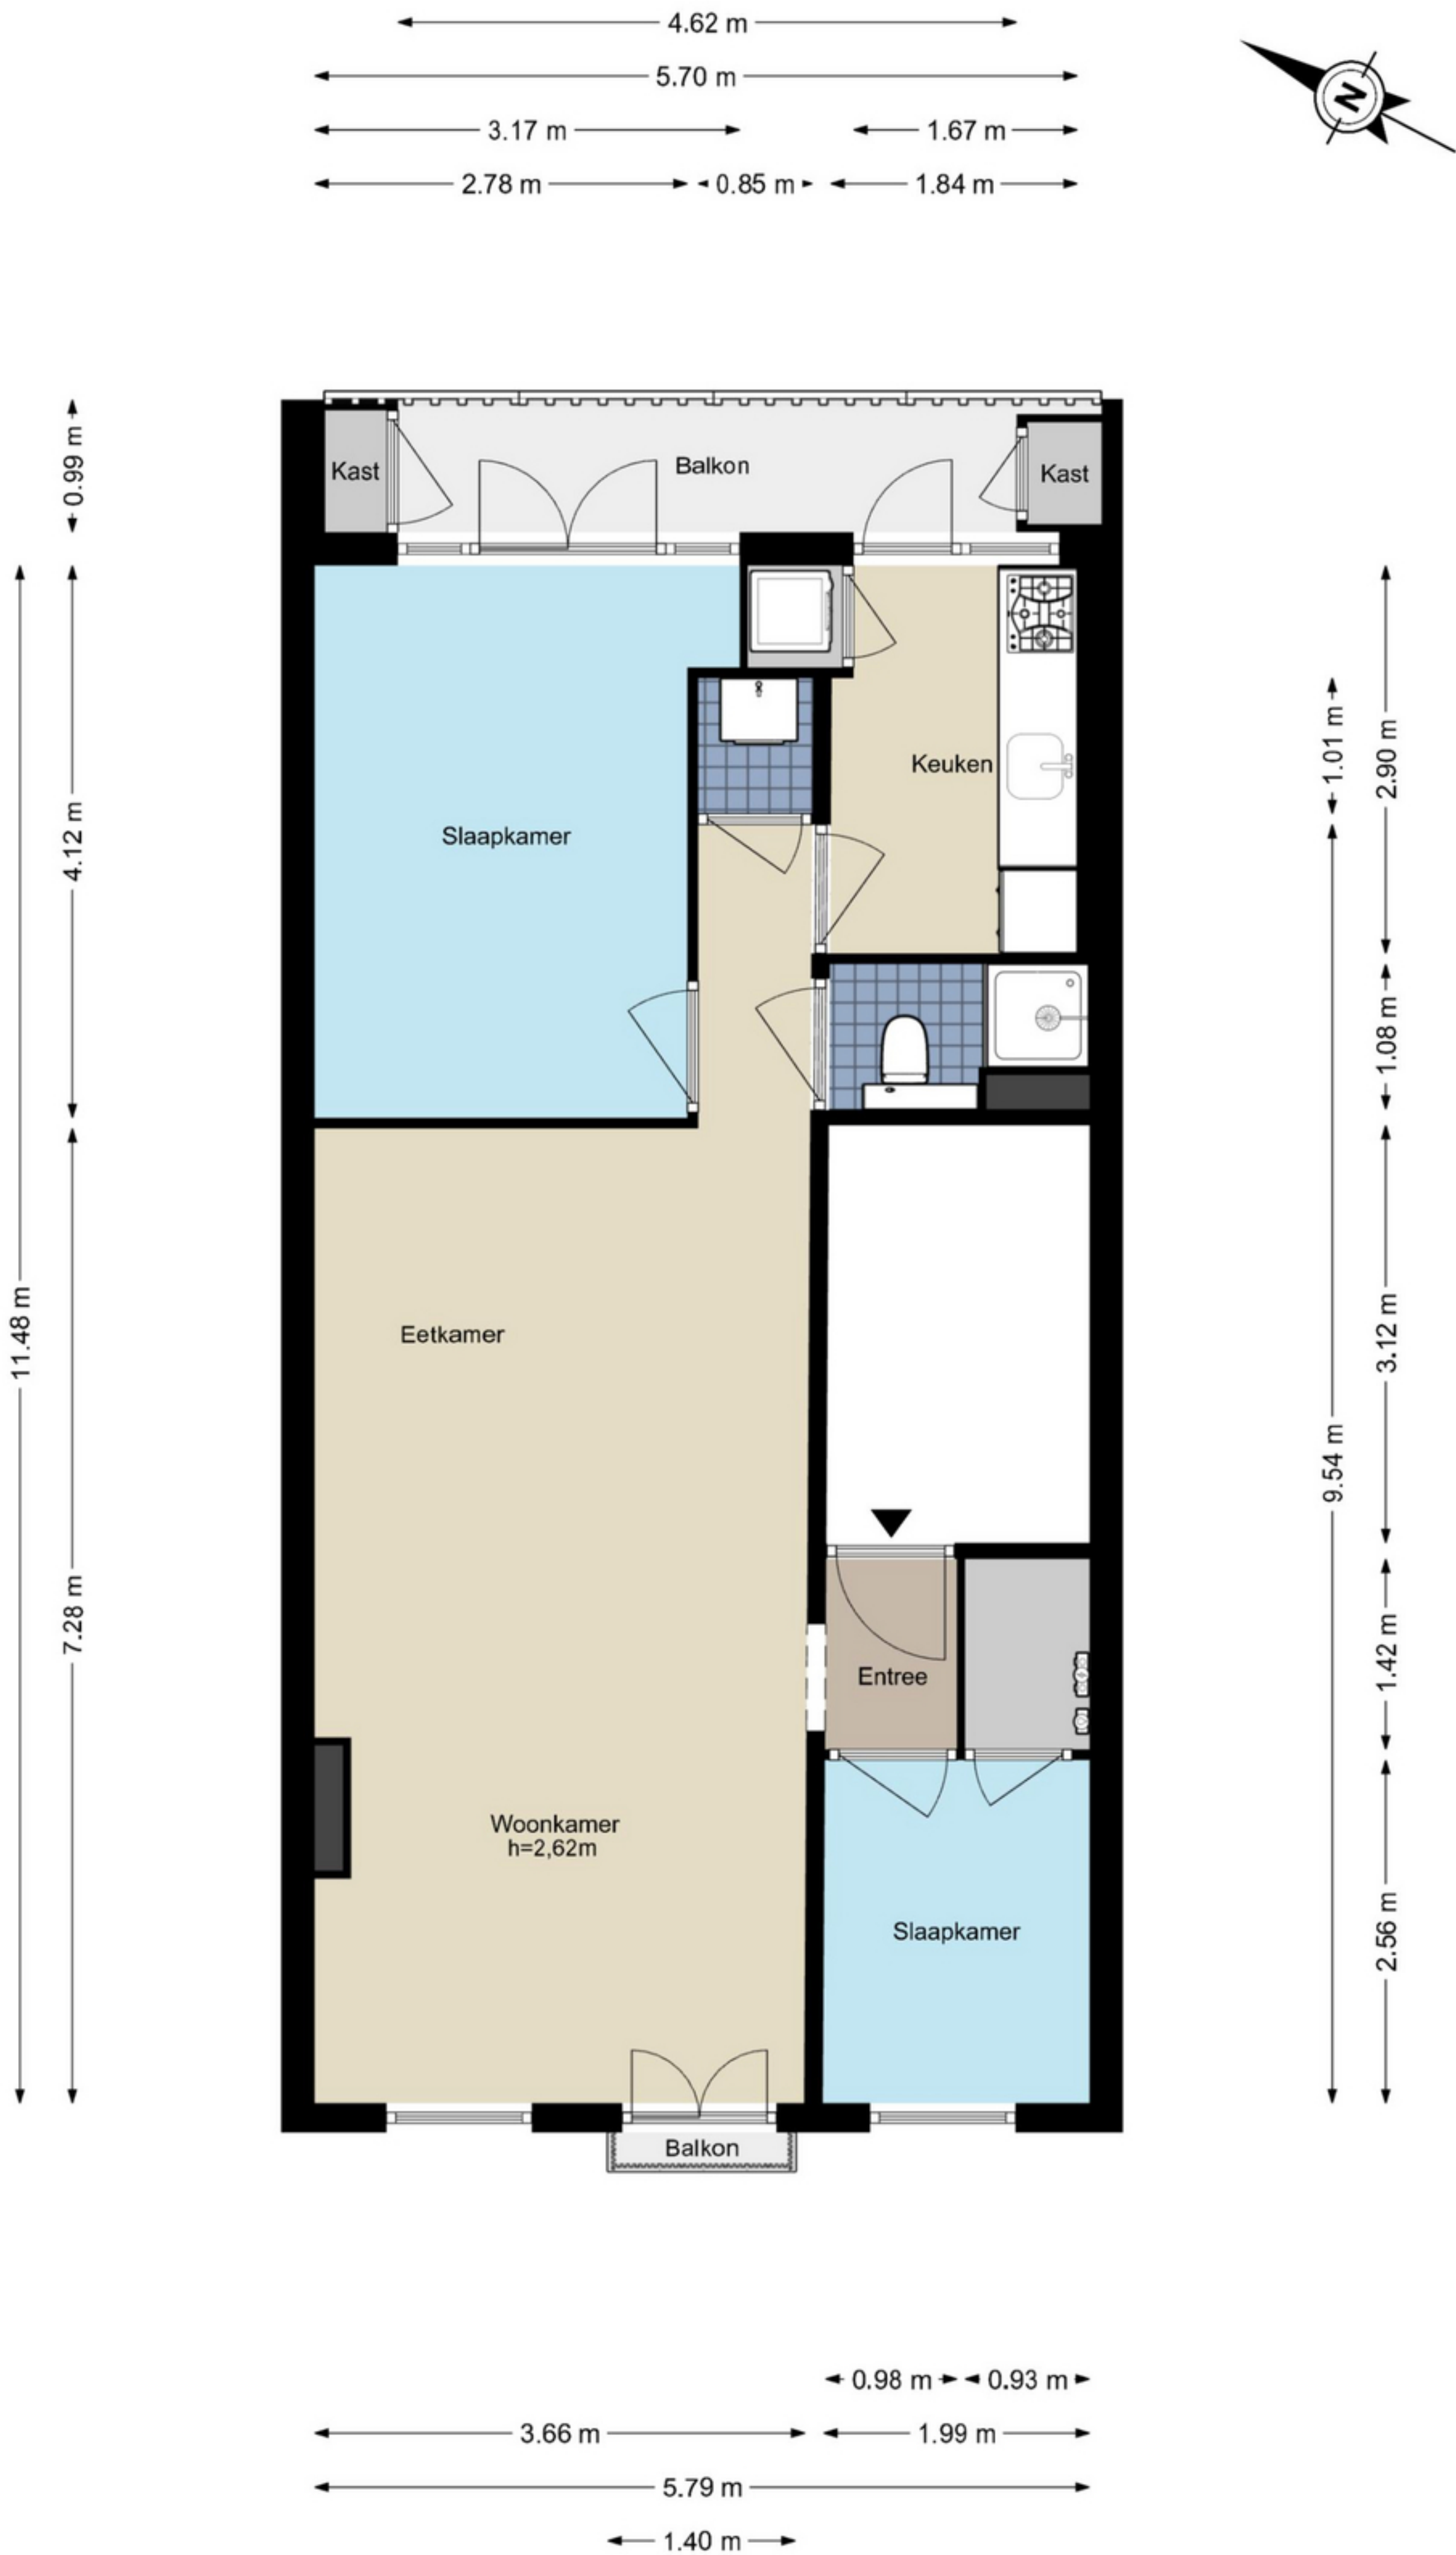 4.62 m
5.70 m
3.17 m
1.67 m
2.78 m
0.85 m
1.84 m
N
0.99 m
Kast
Balkon
Kast
4.12 m
11.48 m
7.28 m
Keuken
Slaapkamer
1.01 m
2.90 m
1.08 m
Eetkamer
3.12 m
9.54 m
Entree
1.42 m
Woonkamer
h=2,62m
Slaapkamer
2.56 m
Balkon
0.98 m
0.93 m
3.66 m
1.99 m
5.79 m
1.40 m